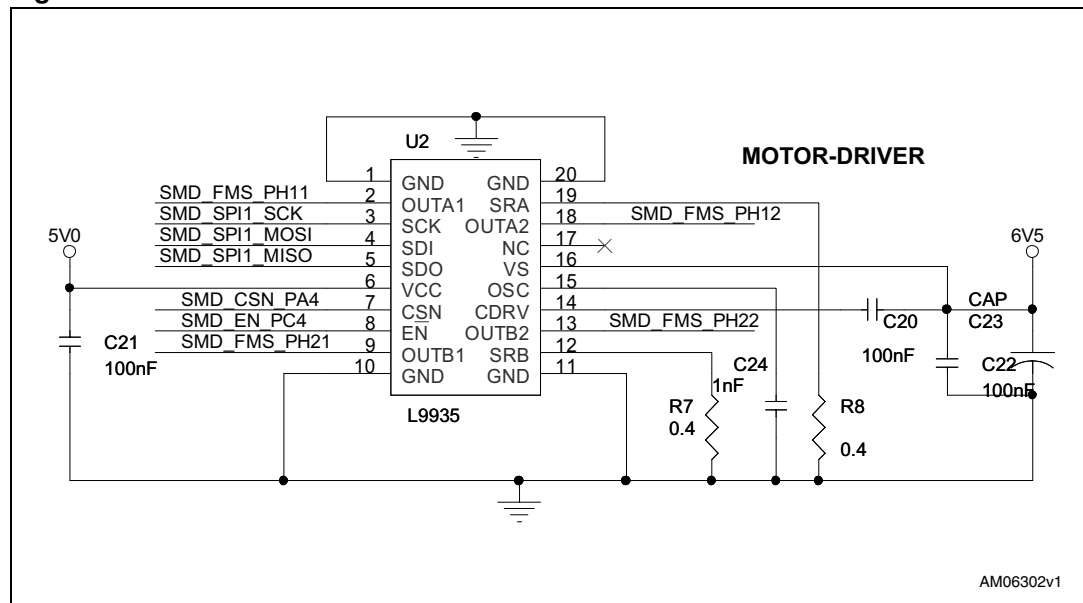 U2
MOTOR-DRIVER
1
GND
GND
20
SMD_FMS_PH11
2
OUTA1
SRA
19
SMD_SPI1_SCK
3
SCK
OUTA2
18
SMD_FMS_PH12
SMD_SPI1_MOSI
4
SDI
NC
17
5V0
SMD_SPI1_MISO
5
SDO
VS
16
6V5
6
VCC
OSC
15
SMD_CSN_PA4
7
CSN
CDRV
14
C20
100nF
CAP
C23
SMD_EN_PC4
8
EN
OUTB2
13
SMD_FMS_PH22
SMD_FMS_PH21
9
OUTB1
SRB
12
10
GND
GND
11
C21
100nF
C22
100nF
C24
1nF
L9935
R7
0.4
R8
0.4
AM06302v1